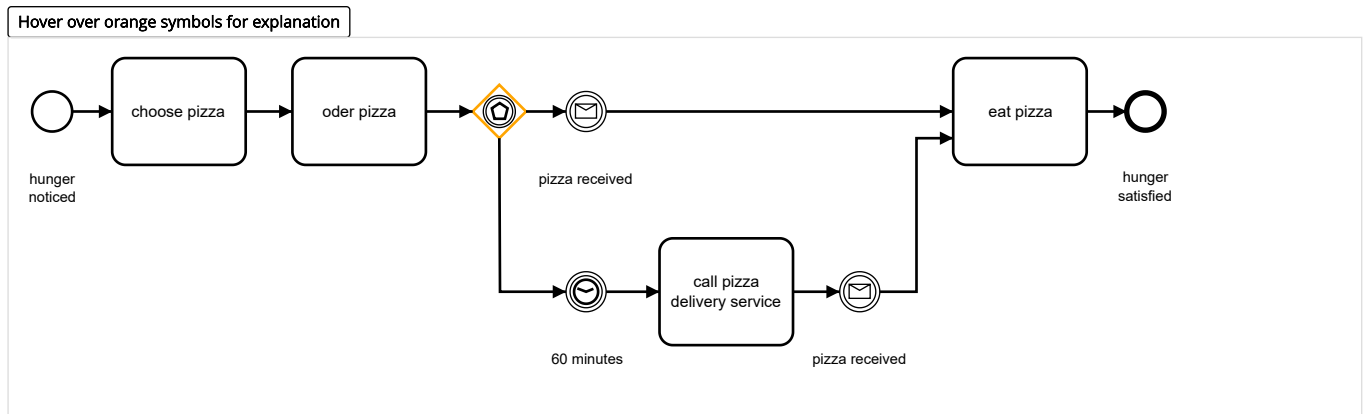 Hover over orange symbols for explanation
choose pizza
oder pizza
eat pizza
hunger
noticed
pizza received
hunger
satisfied
call pizza
delivery service
60 minutes
pizza received